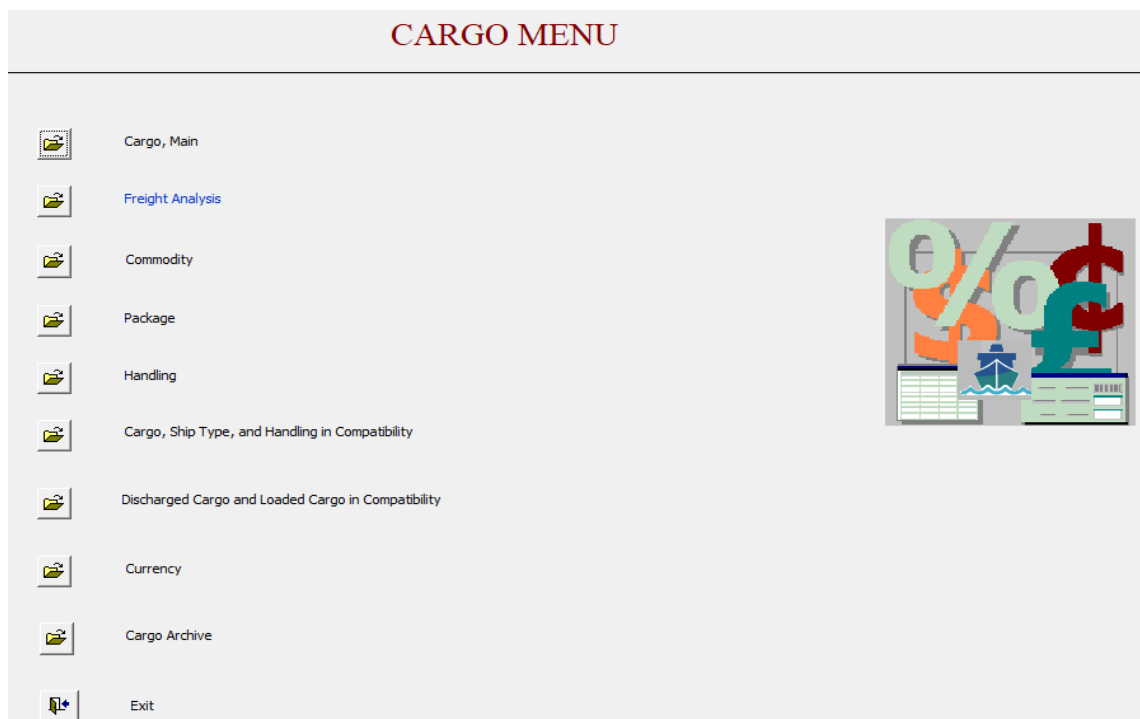 CARGO MENU
Cargo, Main
Freight Analysis
Commodity
Package
Handling
Cargo, Ship Type, and Handling in Compatibility
Discharged Cargo and Loaded Cargo in Compatibility
Currency
Cargo Archive
Exit